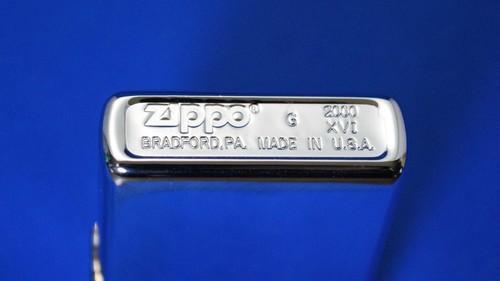 Zippo® G 2000
XVI
BRADFORD, PA. MADE IN U.S.A.